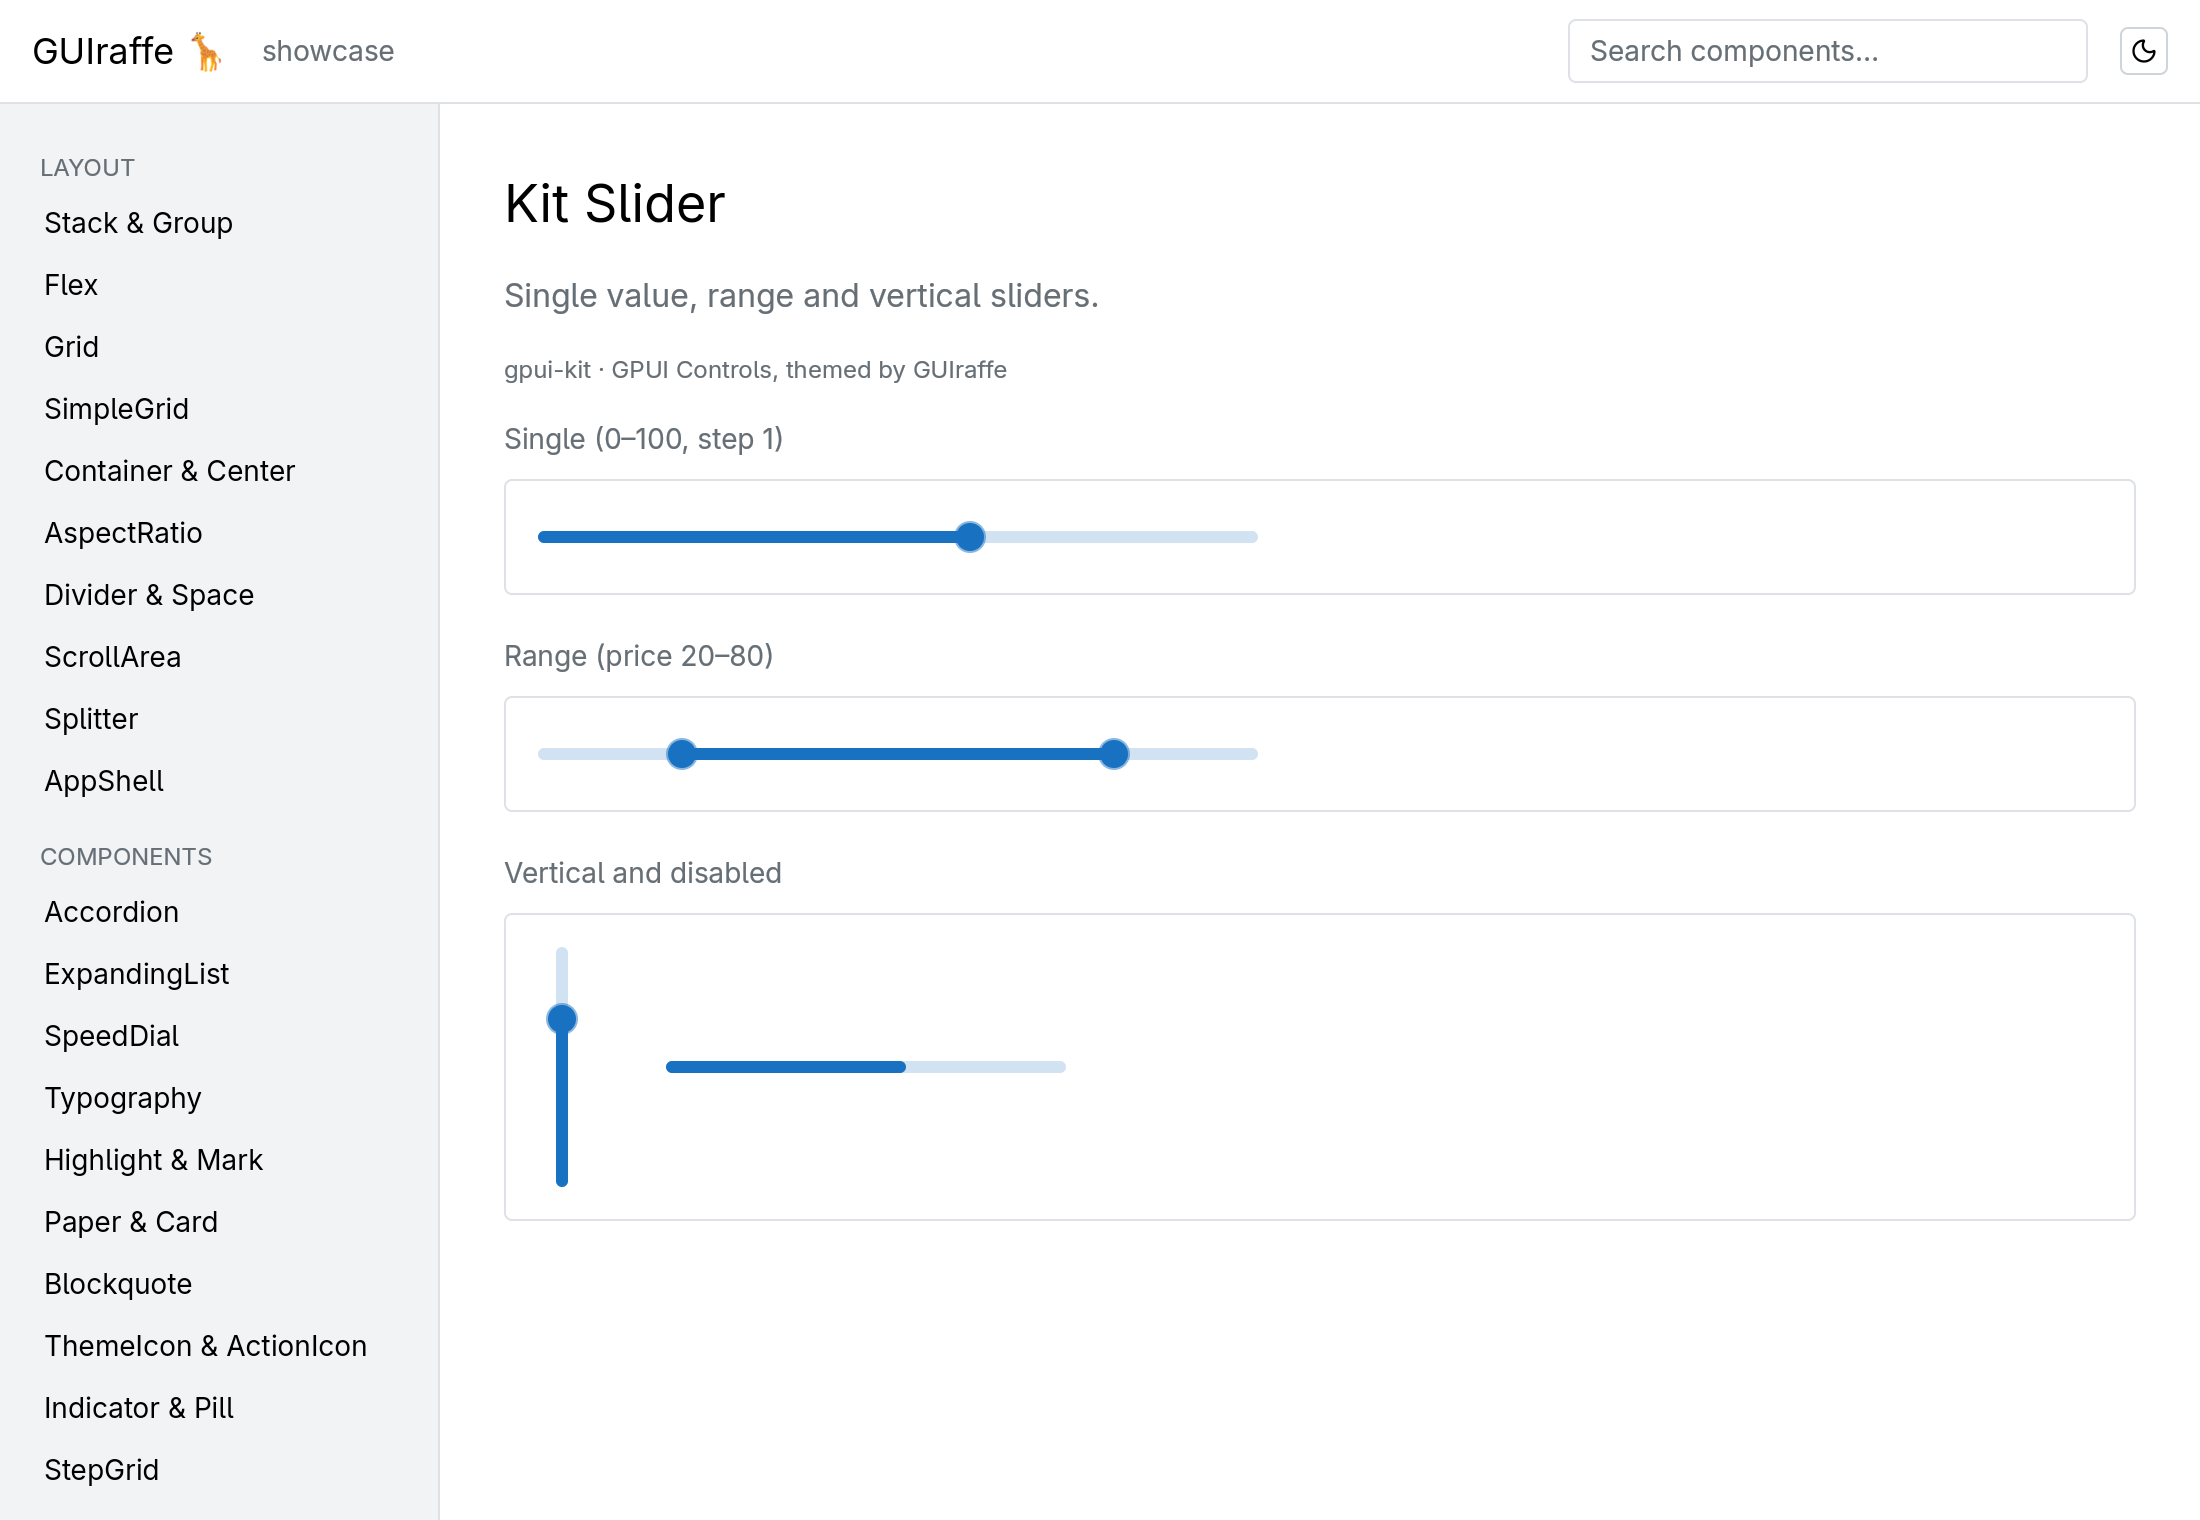 GUIraffe 🦒 showcase
Search components...
LAYOUT
Stack & Group
Flex
Grid
SimpleGrid
Container & Center
AspectRatio
Divider & Space
ScrollArea
Splitter
AppShell
COMPONENTS
Accordion
ExpandingList
SpeedDial
Typography
Highlight & Mark
Paper & Card
Blockquote
ThemeIcon & ActionIcon
Indicator & Pill
StepGrid
Kit Slider
Single value, range and vertical sliders.
gpui-kit · GPUI Controls, themed by GUIraffe
Single (0–100, step 1)
Range (price 20–80)
Vertical and disabled